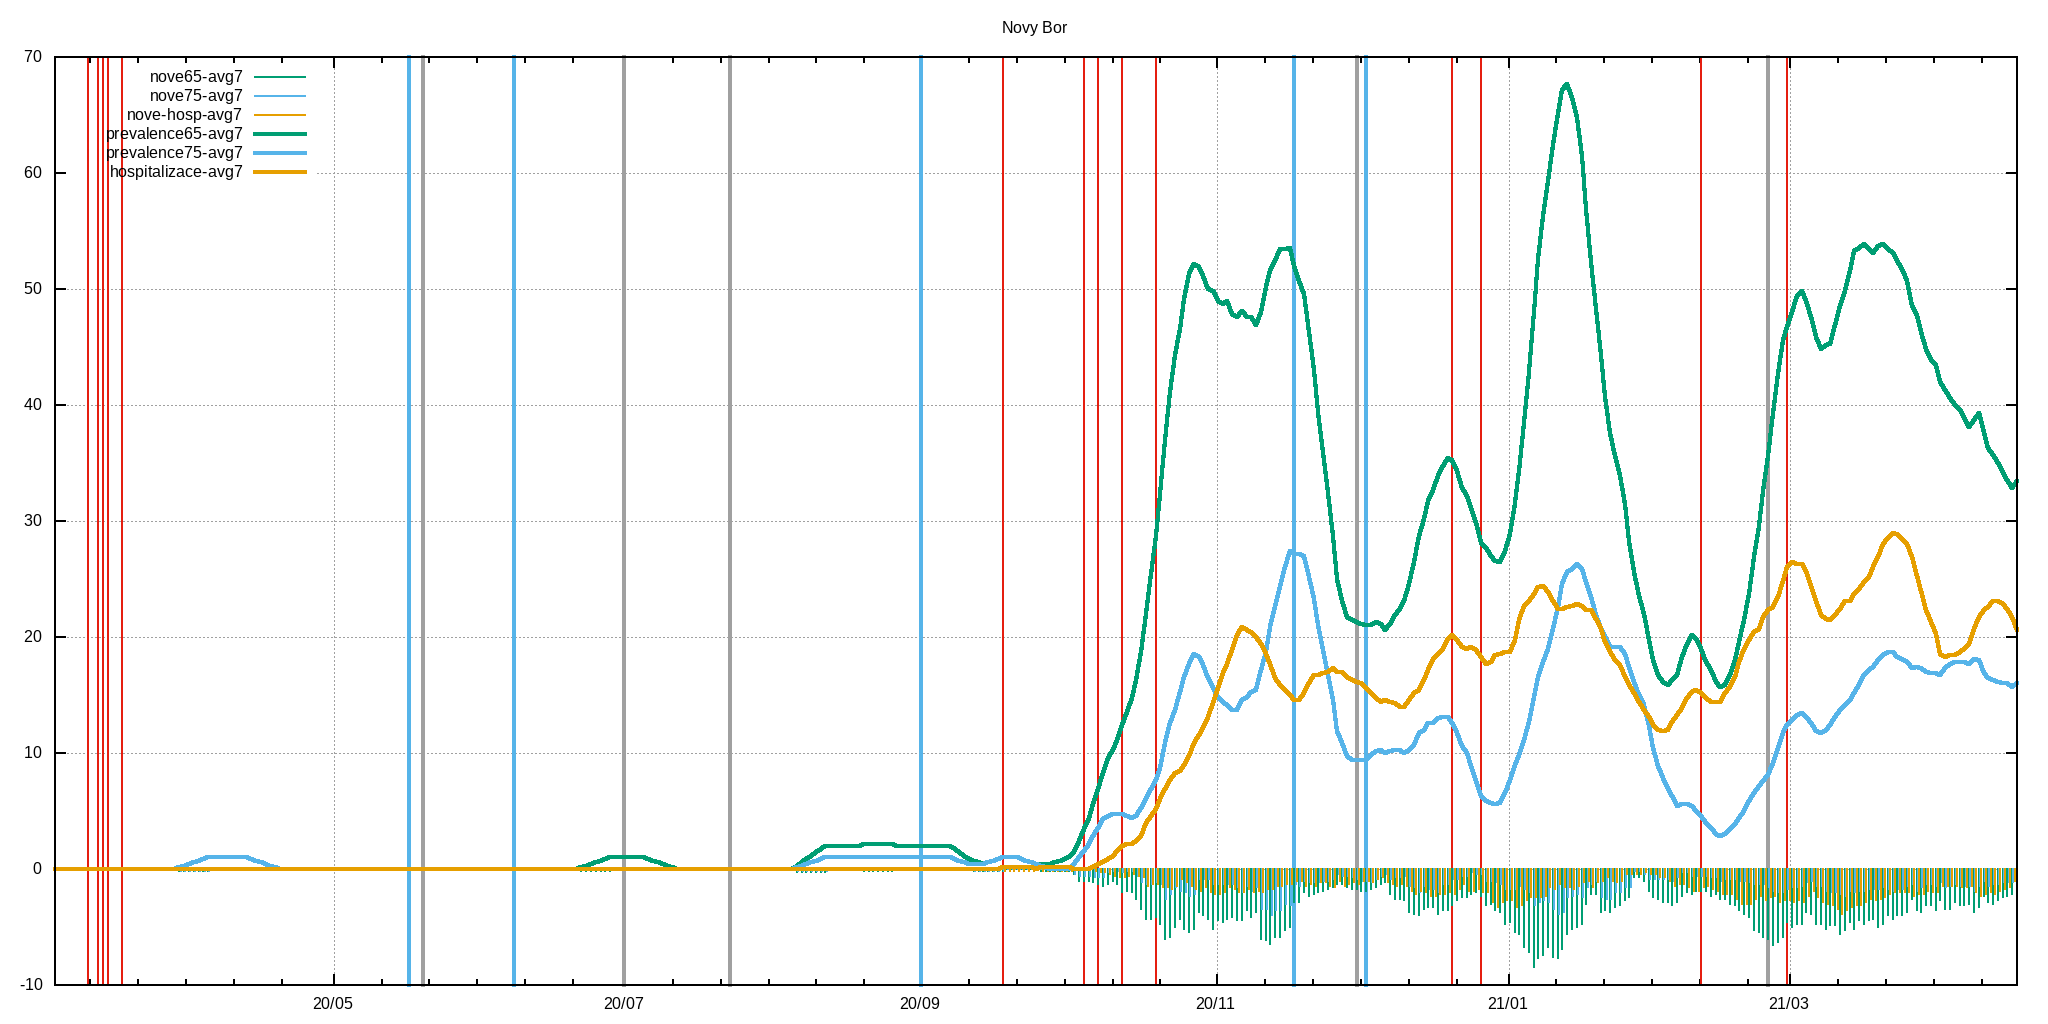 Novy Bor
70
nove65-avg7
nove75-avg7
nove-hosp-avg7
prevalence65-avg7
prevalence75-avg7
hospitalizace-avg7
60
50
40
30
20
10
0
-10
20/05 20/07 20/09 20/11 21/01 21/03